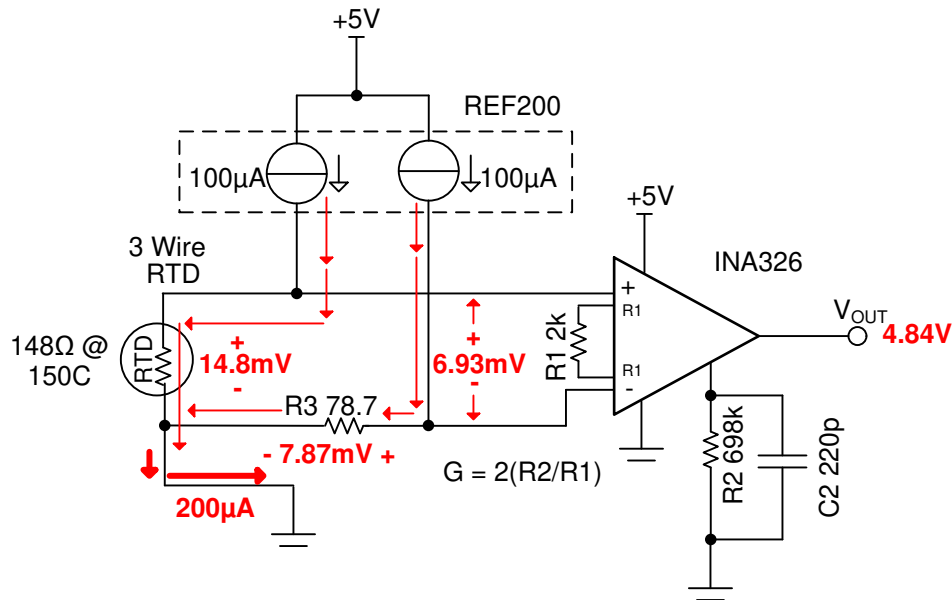 +5V
REF200
100µA
100µA
+5V
3 Wire
RTD
INA326
+
R1
R1 2k
R1
-
V_OUT
4.84V
148Ω @
150C
RTD
+
14.8mV
-
+
6.93mV
-
R3 78.7
- 7.87mV +
G = 2(R2/R1)
200µA
R2 698k
C2 220p